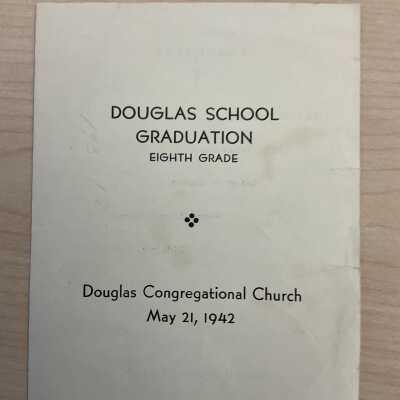 DOUGLAS SCHOOL
GRADUATION
EIGHTH GRADE
Douglas Congregational Church
May 21, 1942